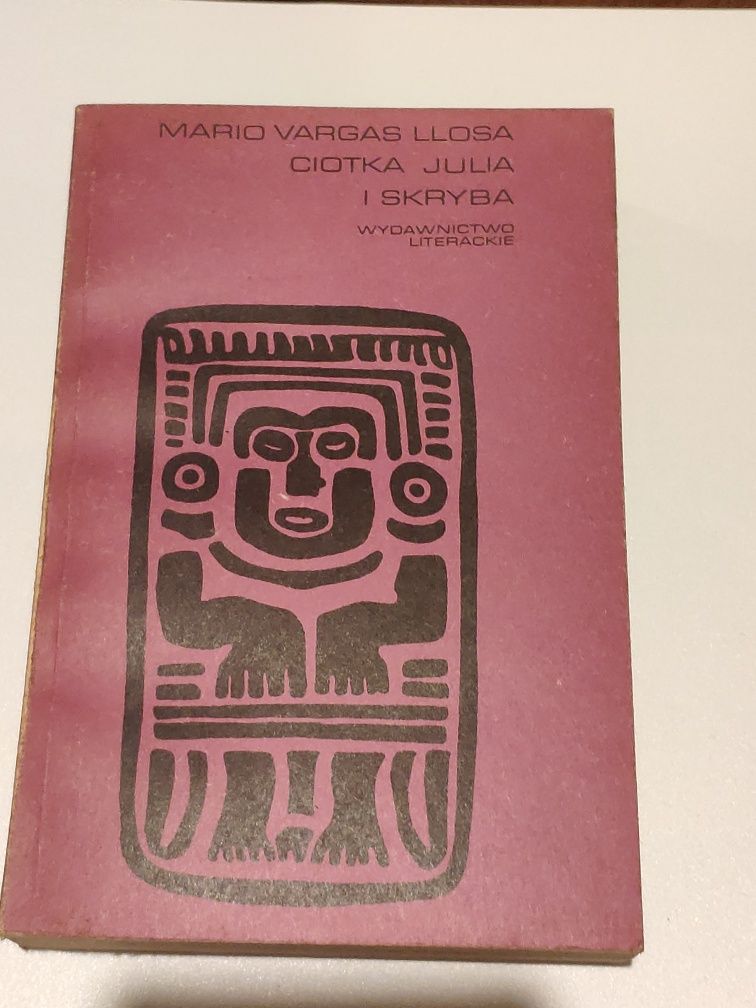 MARIO VARGAS LLOSA
CIOTKA JULIA
I SKRYBA
WYDAWNICTWO
LITERACKIE